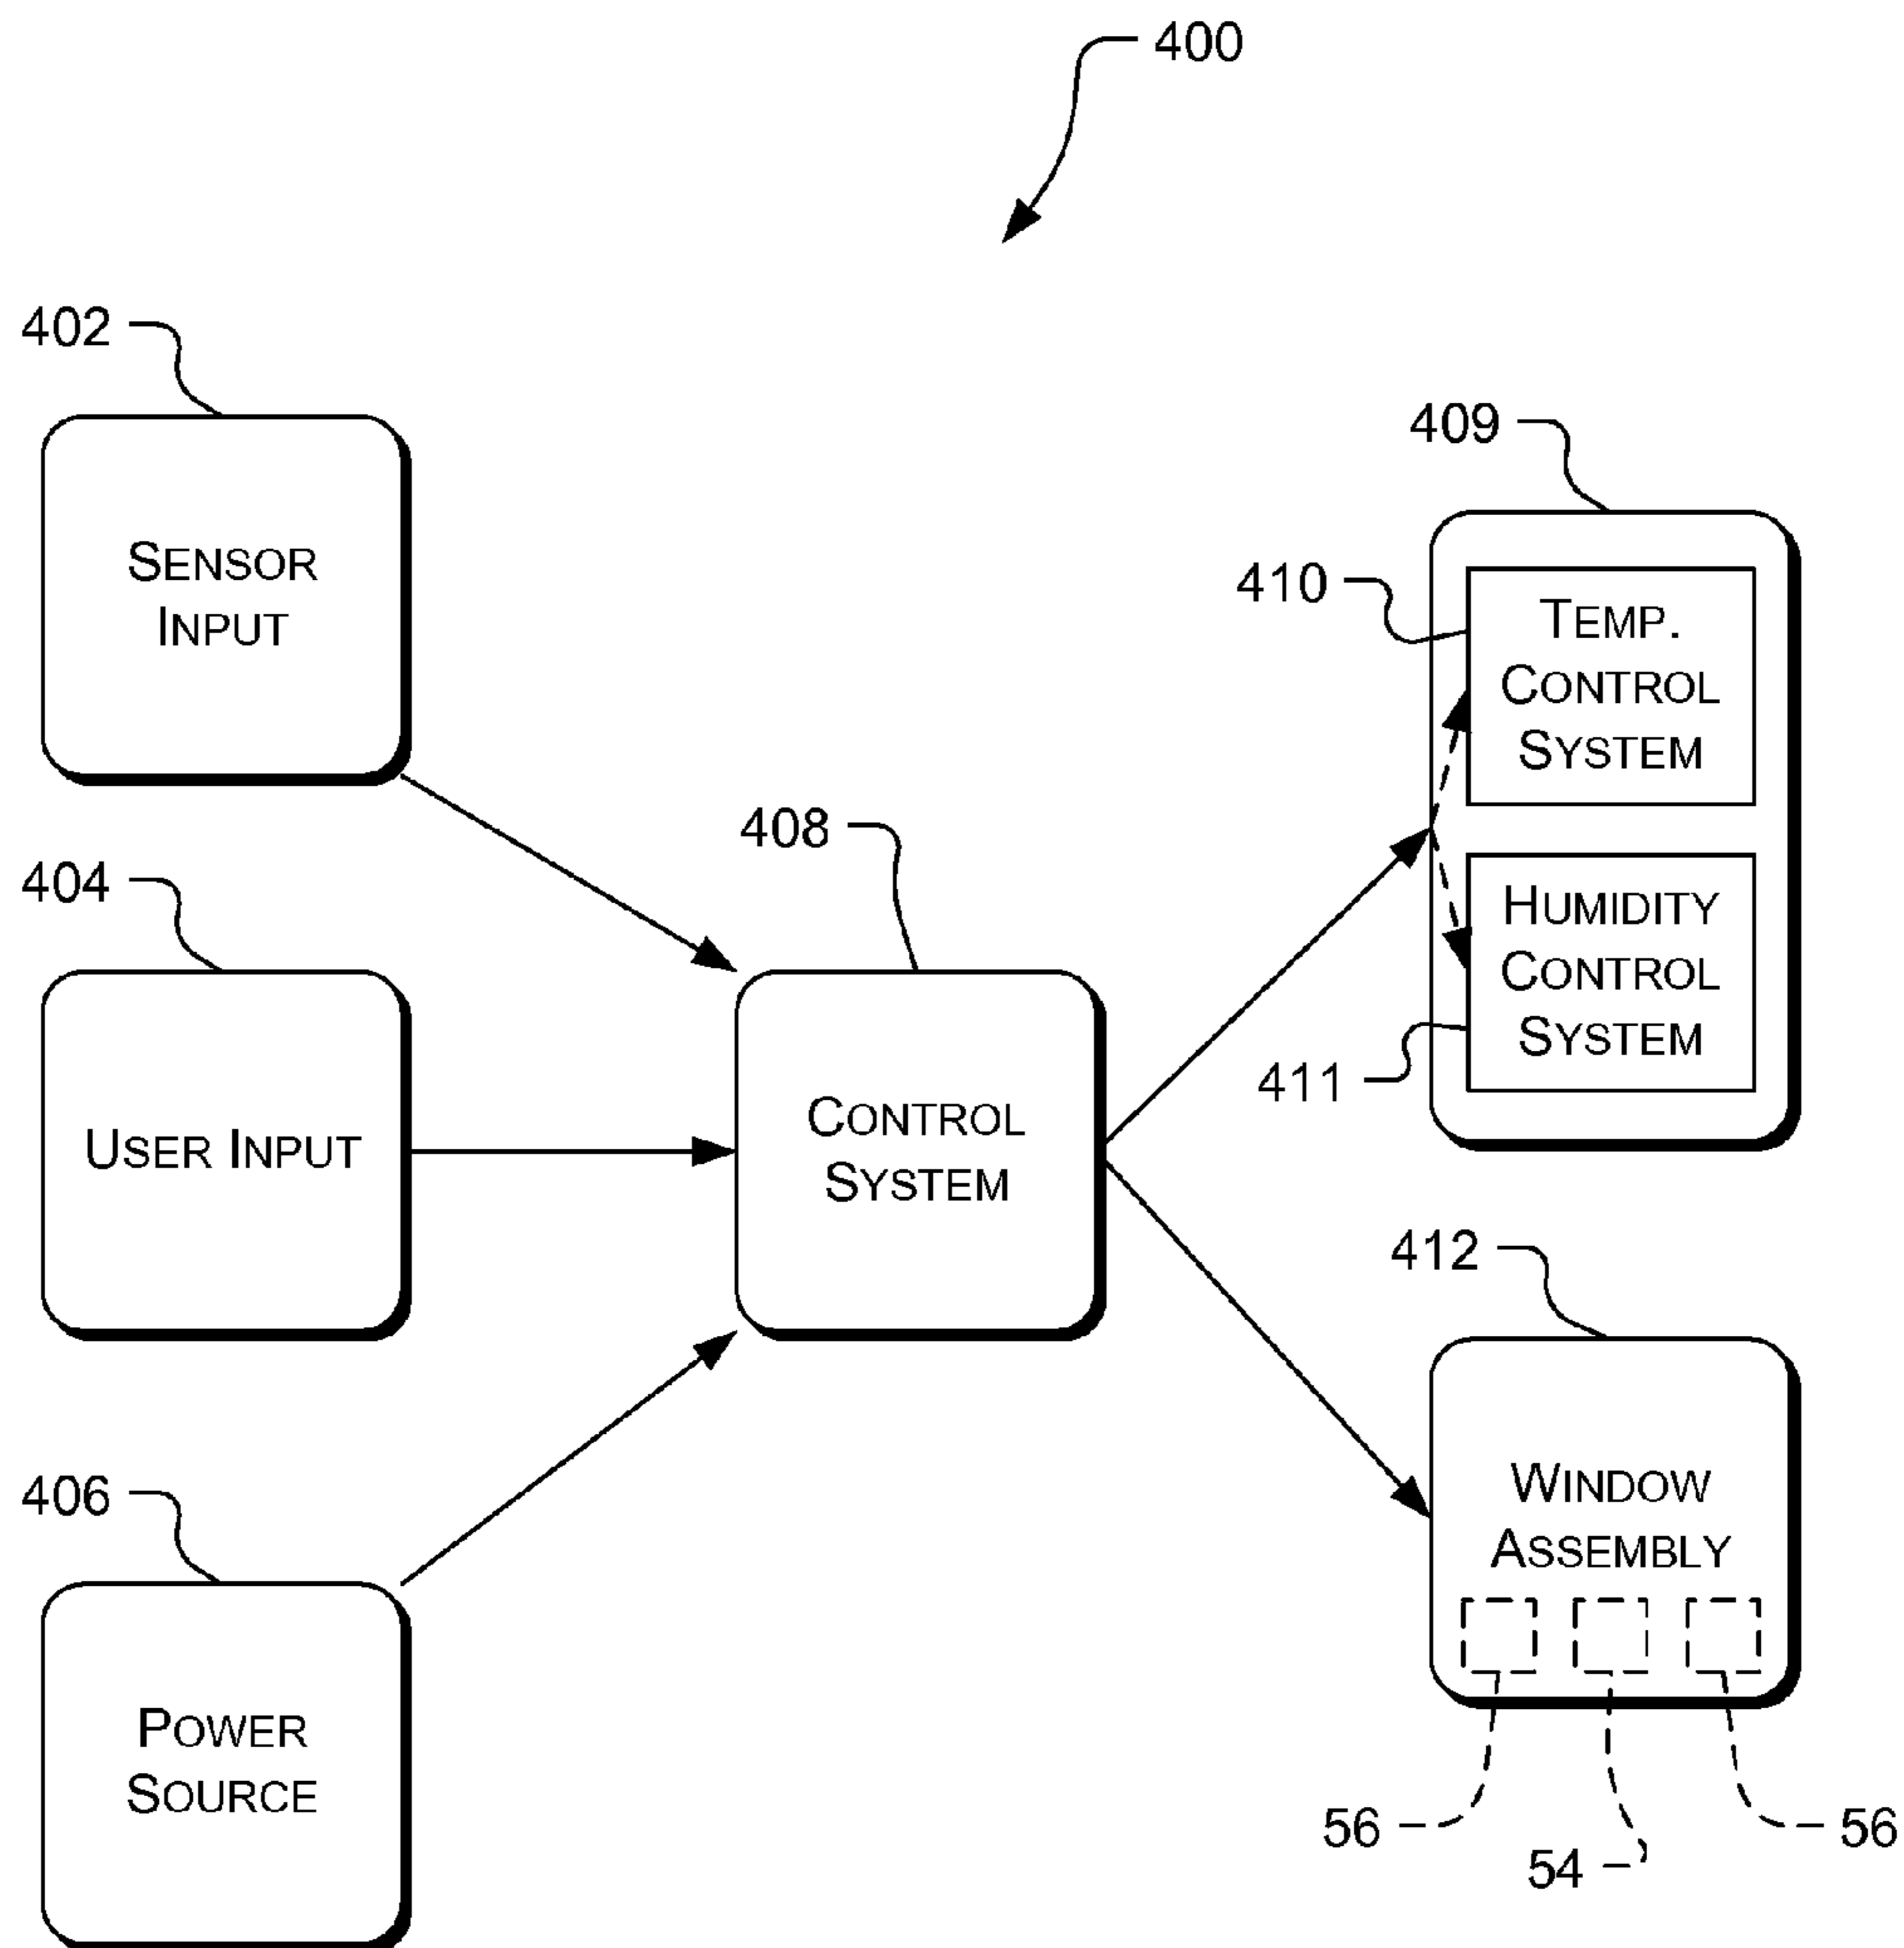 400
402
SENSOR
INPUT
404
USER INPUT
406
POWER
SOURCE
408
CONTROL
SYSTEM
409
410
TEMP.
CONTROL
SYSTEM
411
HUMIDITY
CONTROL
SYSTEM
412
WINDOW
ASSEMBLY
56
54
56